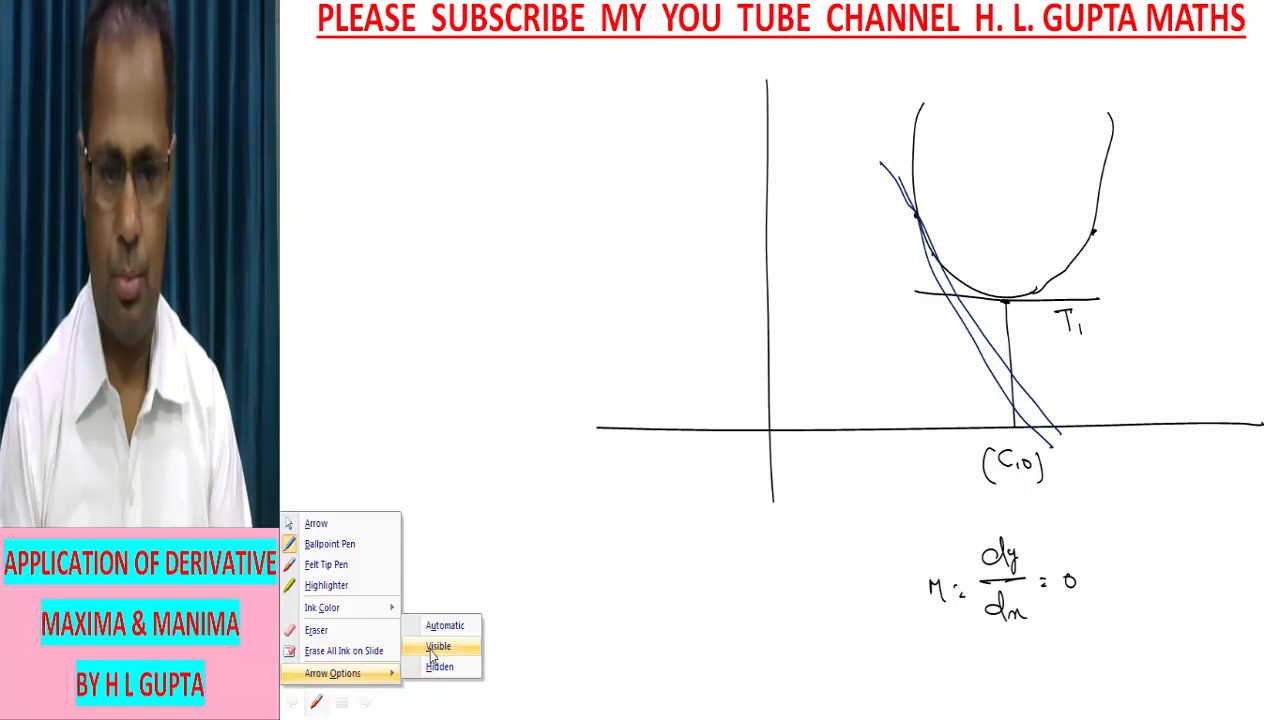 PLEASE SUBSCRIBE MY YOU TUBE CHANNEL H. L. GUPTA MATHS
T1
(C,0)
M = dy/dx = 0
Arrow
Ballpoint Pen
Felt Tip Pen
Highlighter
Ink Color
Eraser
Erase All Ink on Slide
Arrow Options
Automatic
Visible
Hidden
APPLICATION OF DERIVATIVE
MAXIMA & MANIMA
BY H L GUPTA